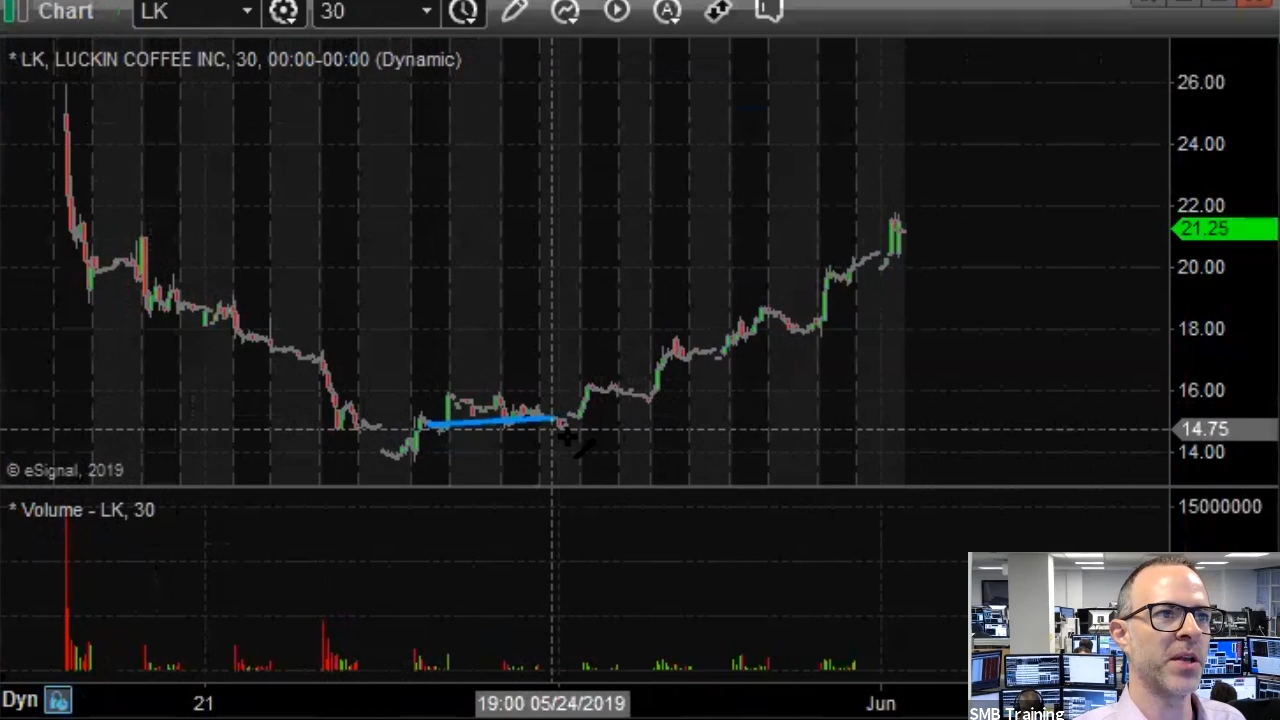 Chart LK 30
* LK, LUCKIN COFFEE INC, 30, 00:00-00:00 (Dynamic)
26.00
24.00
22.00
21.25
20.00
18.00
16.00
14.75
14.00
© eSignal, 2019
* Volume - LK, 30
15000000
Dyn 21 19:00 05/24/2019 Jun
SMB Training